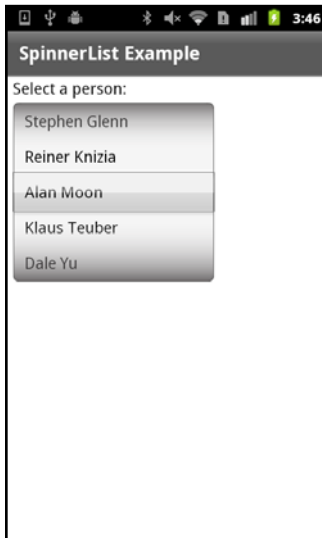 3:46
SpinnerList Example
Select a person:
Stephen Glenn
Reiner Knizia
Alan Moon
Klaus Teuber
Dale Yu